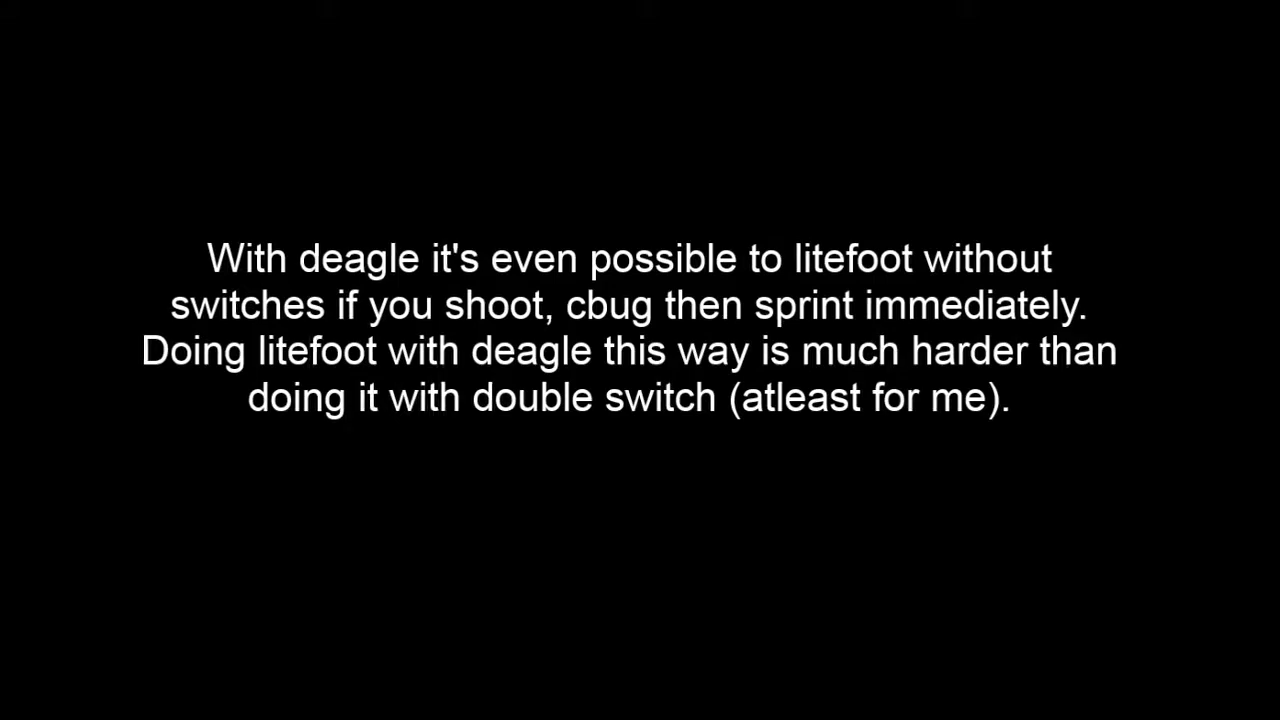 With deagle it's even possible to litefoot without
switches if you shoot, cbug then sprint immediately.
Doing litefoot with deagle this way is much harder than
doing it with double switch (atleast for me).